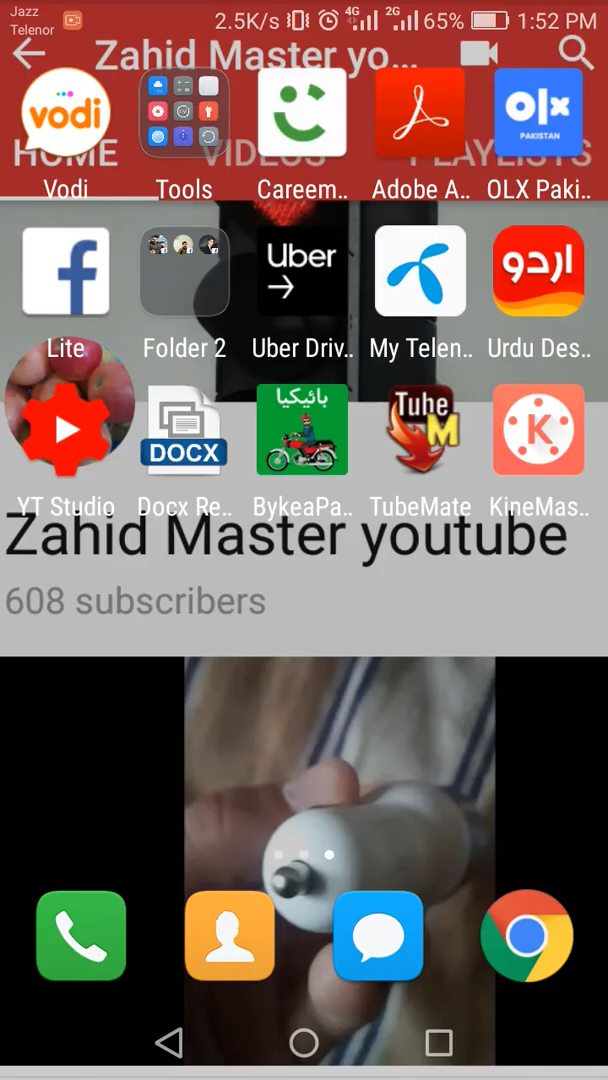 Jazz
Telenor
2.5K/s 4G 2G 65% 1:52 PM
Zahid Master yo...
HOME VIDEOS PLAYLISTS
vodi
olx
PAKISTAN
Vodi Tools Careem.. Adobe A.. OLX Paki..
Uber
اردو
Lite Folder 2 Uber Driv.. My Telen.. Urdu Des..
DOCX
بائیکیا
Tube
M
K
YT Studio Docx Re.. BykeaPa.. TubeMate KineMas..
Zahid Master youtube
608 subscribers